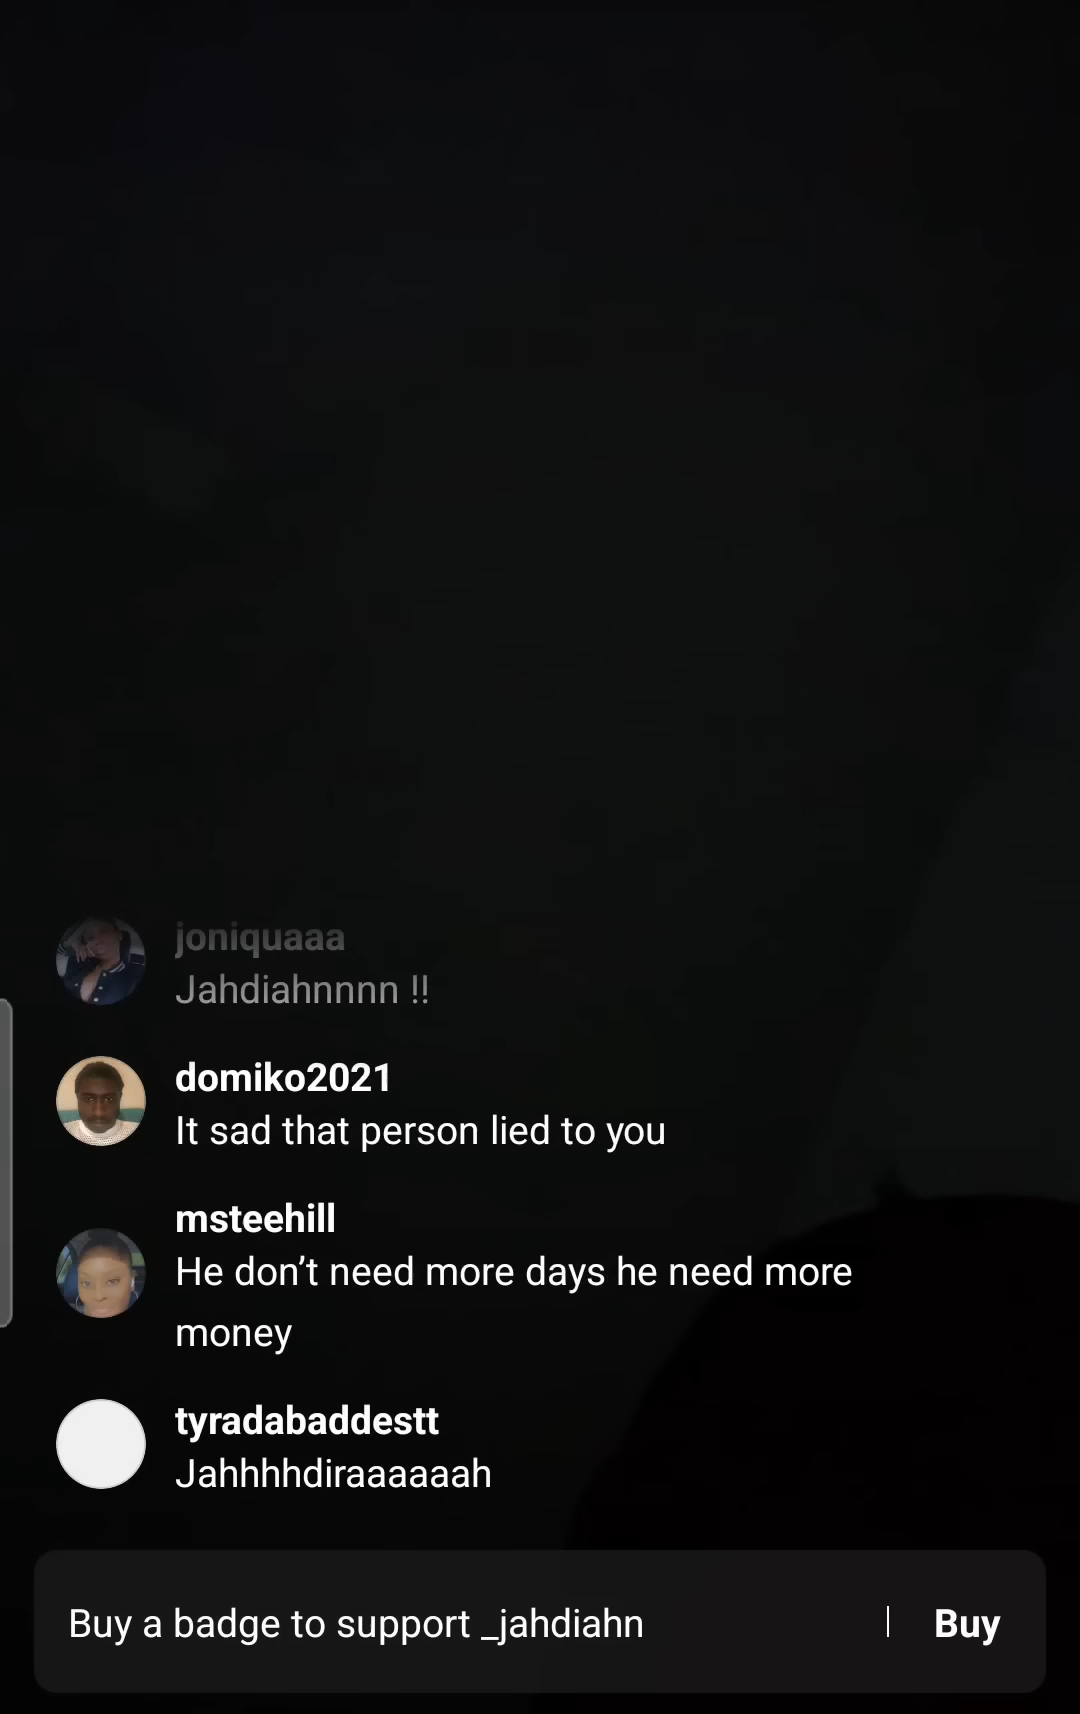 joniquaaa
Jahdiahnnnn !!
domiko2021
It sad that person lied to you
msteehill
He don’t need more days he need more
money
tyradabaddestt
Jahhhhdiraaaaaah
Buy a badge to support _jahdiahn | Buy